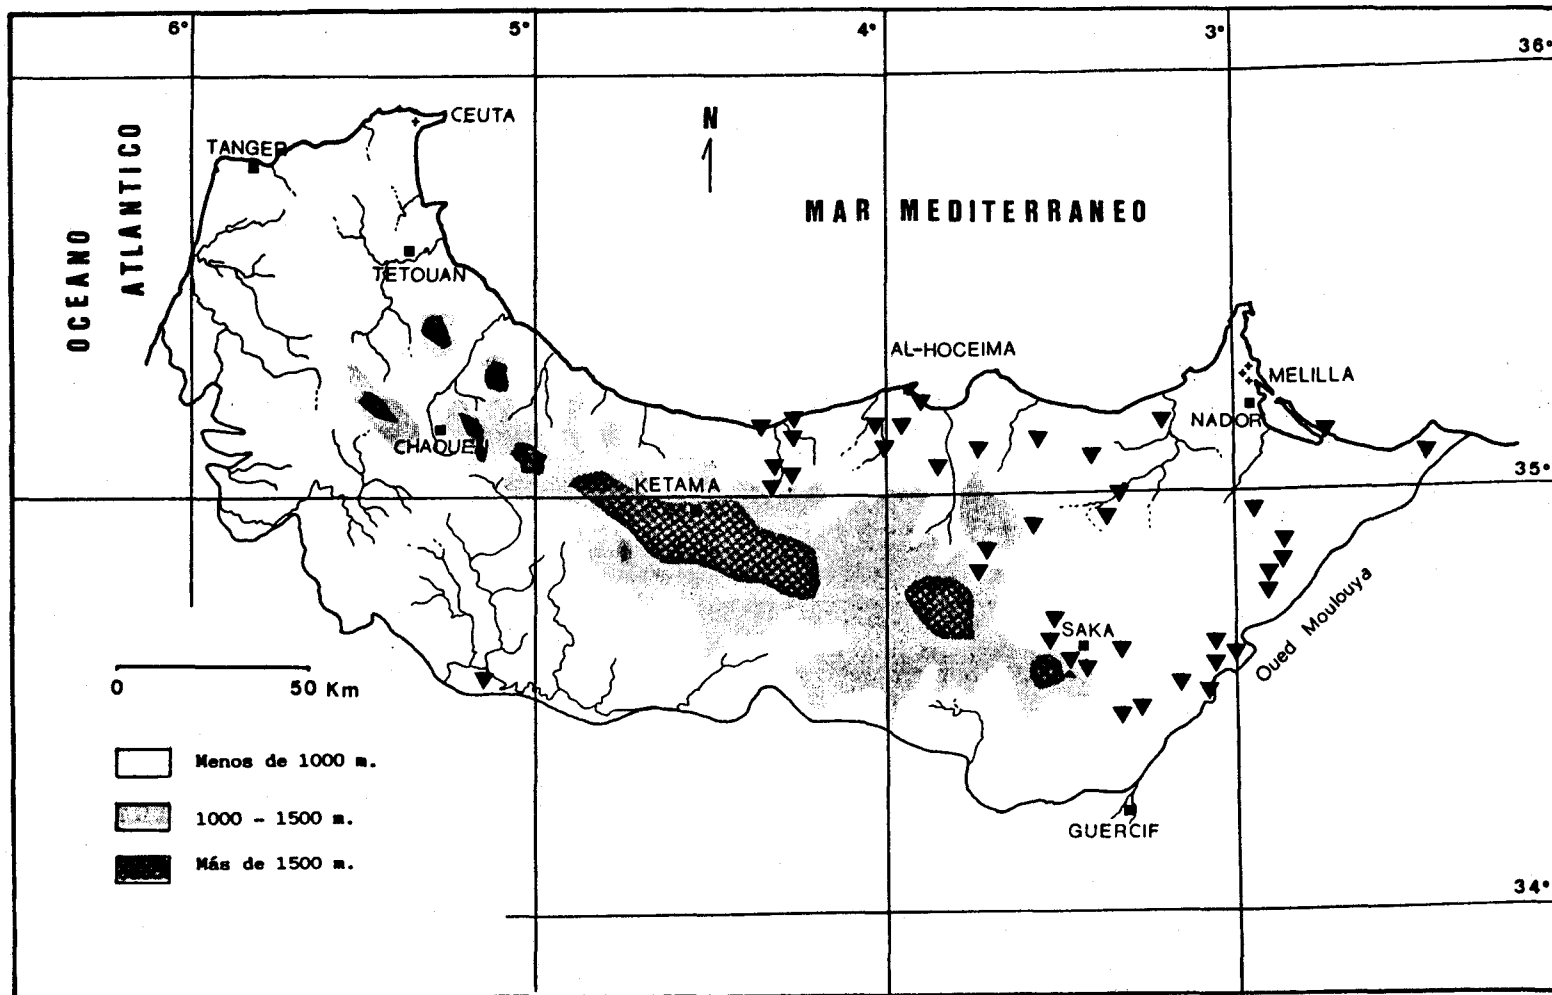 6°
5°
4°
3°
36°
CEUTA
TANGER
N
OCEANO
ATLANTICO
MAR MEDITERRANEO
TETOUAN
AL-HOCEIMA
MELILLA
NADOR
CHAOUEN
KETAMA
35°
SAKA
Oued Moulouya
0 50 Km
Menos de 1000 m.
1000 - 1500 m.
Más de 1500 m.
GUERCIF
34°